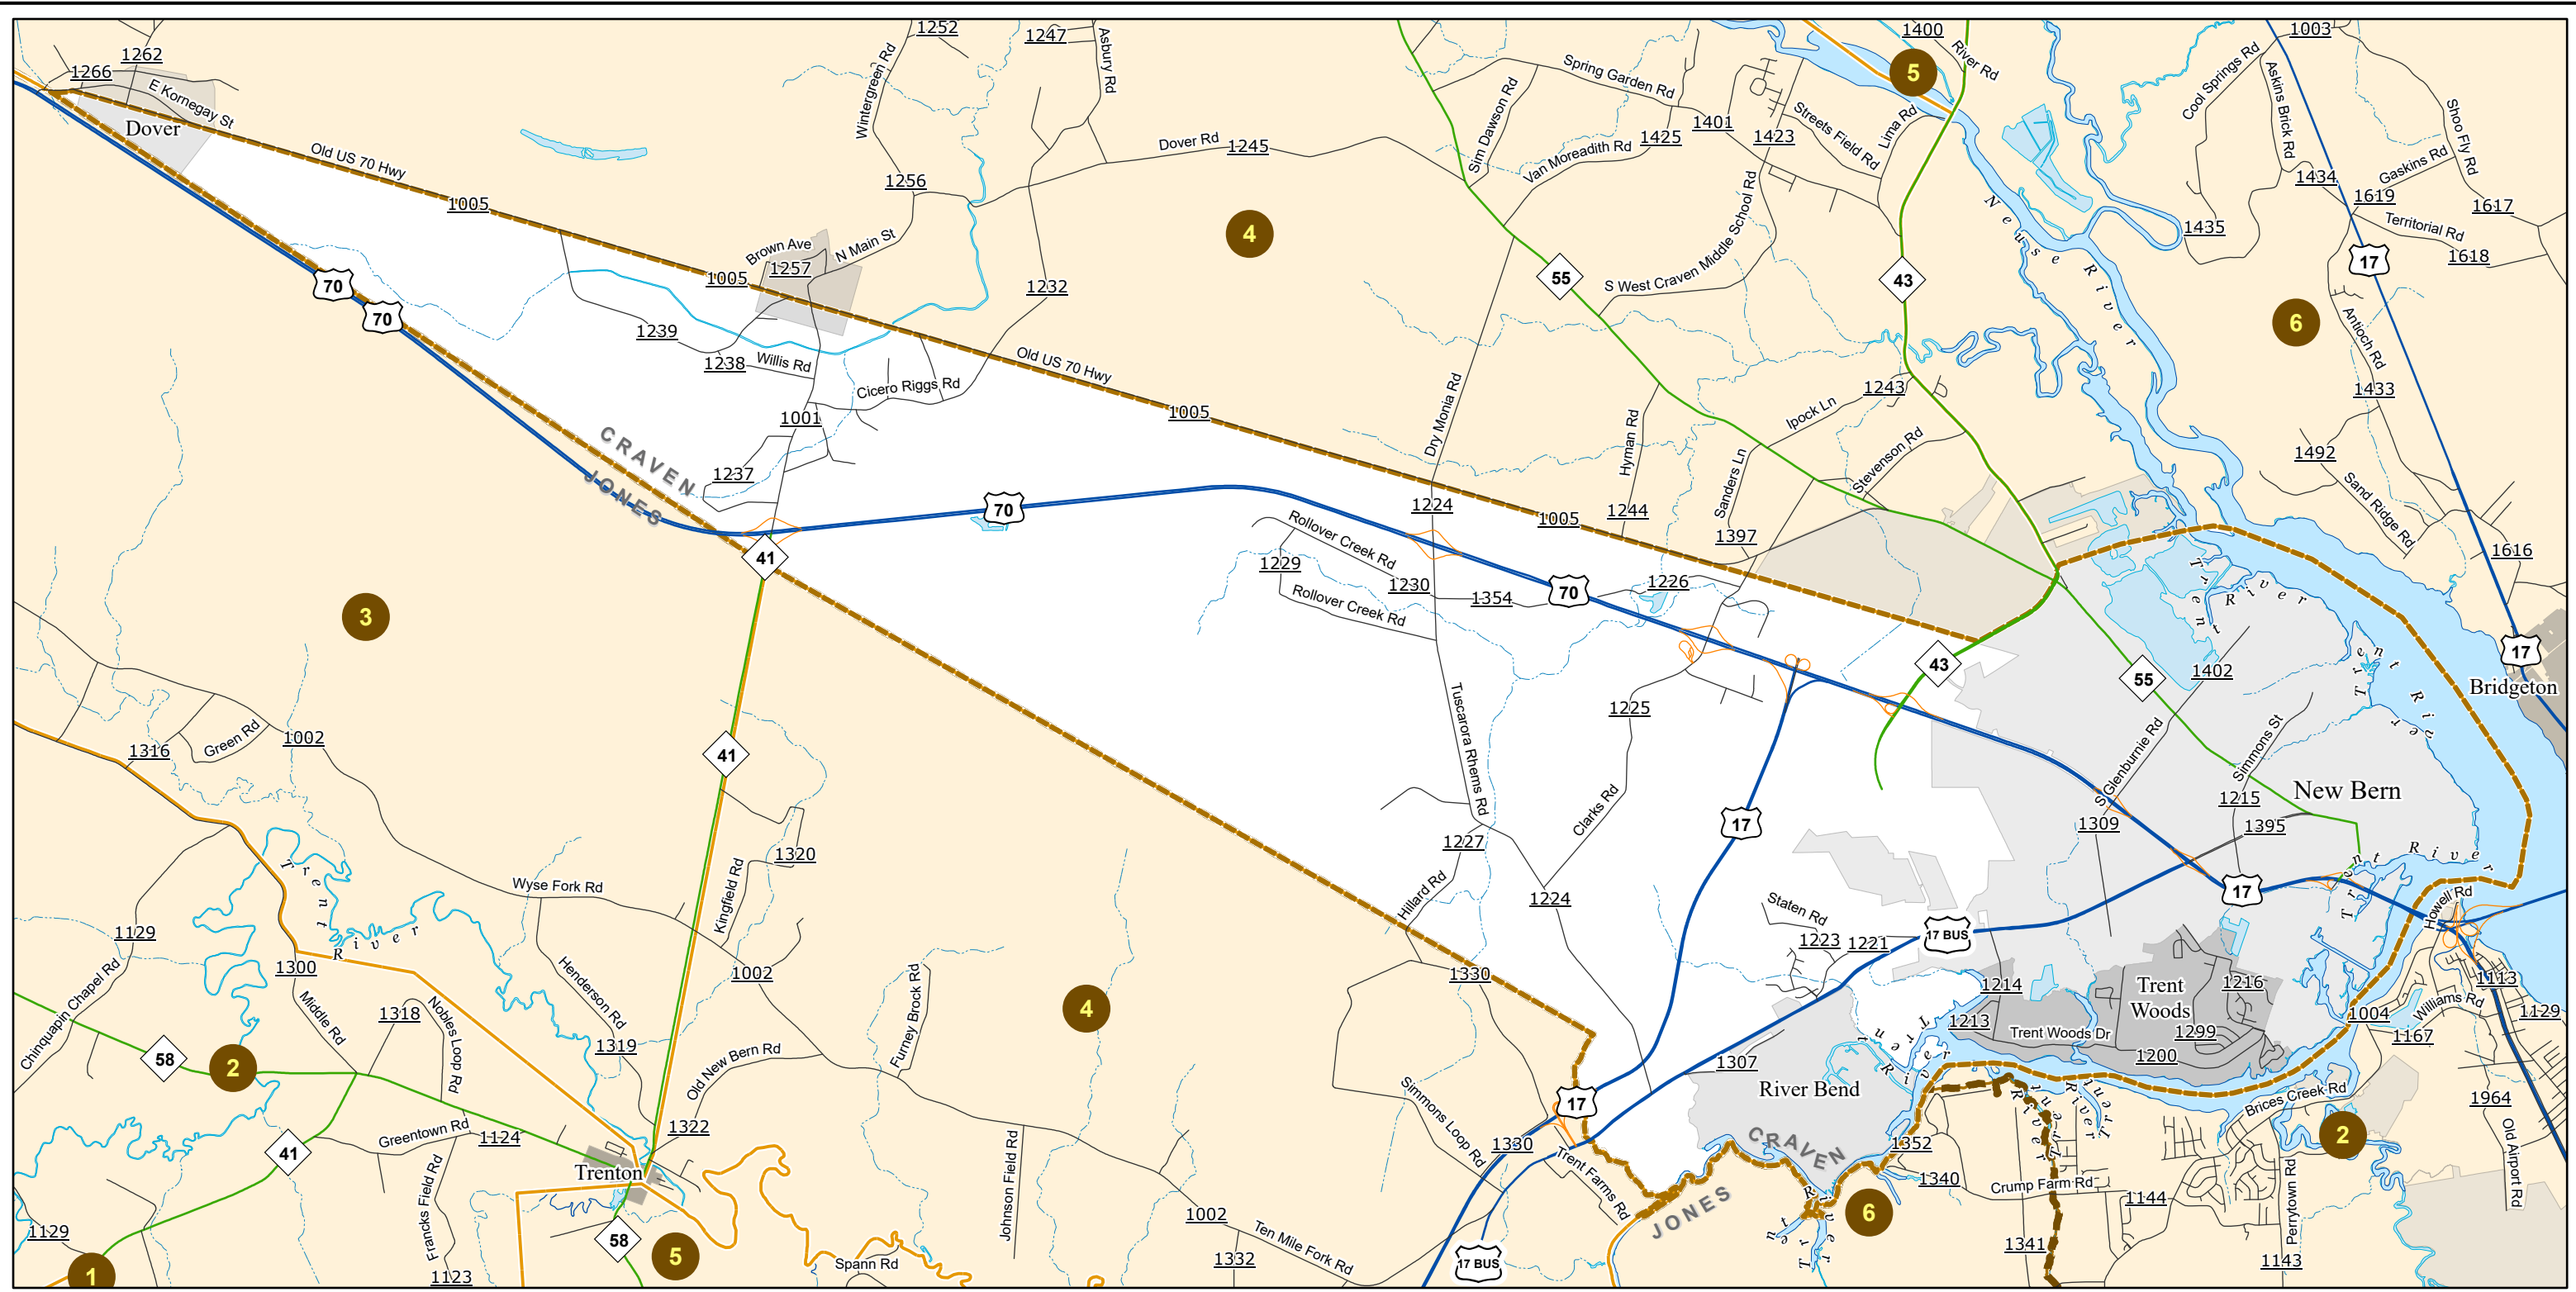 1252
1247
Asbury Rd
1400
River Rd
1003
1262
1266
E Kornegay St
Dover
Wintergreen Rd
Spring Garden Rd
Sim Dawson Rd
5
Cool Springs Rd
Askins Brick Rd
Shoo Fly Rd
Old US 70 Hwy
1005
1256
Dover Rd
1245
Van Moreadith Rd
1425
1401
1423
Streets Field Rd
Lima Rd
1434
Gaskins Rd
1619
1617
Territorial Rd
1618
1435
Neuse River
4
Brown Ave
N Main St
1257
1005
1232
55
S West Craven Middle School Rd
43
17
6
70
70
1239
1238
Willis Rd
Cicero Riggs Rd
Old US 70 Hwy
1005
1001
Dry Monia Rd
Hyman Rd
Ipock Ln
1243
Sanders Ln
Stevenson Rd
Antioch Rd
1433
1492
Sand Ridge Rd
1616
CRAVEN
JONES
1237
70
41
1224
1005
1244
1397
Rollover Creek Rd
1229
1230
1354
Rollover Creek Rd
70
1226
Trent River
3
43
1402
55
17
Bridgeton
Trent River
1225
Tuscarora Rhems Rd
S Glenburnie Rd
Simmons St
New Bern
1215
1395
1309
1316
Green Rd
1002
41
17
Clarks Rd
1227
Hillard Rd
1224
1320
Kingfield Rd
Wyse Fork Rd
Trent River
1129
Chinquapin Chapel Rd
1300
Middle Rd
1318
Nobles Loop Rd
Henderson Rd
1319
1002
Furney Brock Rd
4
1330
Staten Rd
1223
1221
17 BUS
17
Trent River
Howell Rd
1113
Williams Rd
1129
1004
1167
1214
1213
Trent Woods
1216
Trent Woods Dr
1299
1200
58
2
Old New Bern Rd
1322
Simmons Loop Rd
17
1307
River Bend
Trent River
Brices Creek Rd
2
1964
Old Airport Rd
41
Greentown Rd
1124
Trenton
Francks Field Rd
1330
Trent Farms Rd
CRAVEN
JONES
1352
1340
6
Trent River
Trent River
Trent River
Crump Farm Rd
1144
Perrytown Rd
1129
1
1123
58
5
Spann Rd
Johnson Field Rd
1002
1332
Ten Mile Fork Rd
17 BUS
1341
1143